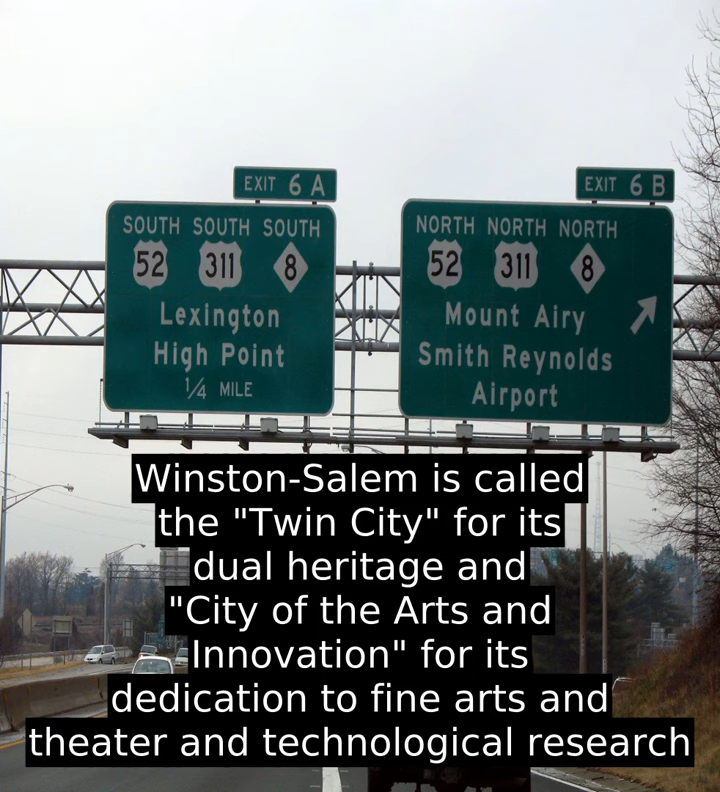 EXIT 6 A
SOUTH SOUTH SOUTH
52 311 8
Lexington
High Point
1/4 MILE
EXIT 6 B
NORTH NORTH NORTH
52 311 8
Mount Airy
Smith Reynolds
Airport
Winston-Salem is called
the "Twin City" for its
dual heritage and
"City of the Arts and
Innovation" for its
dedication to fine arts and
theater and technological research